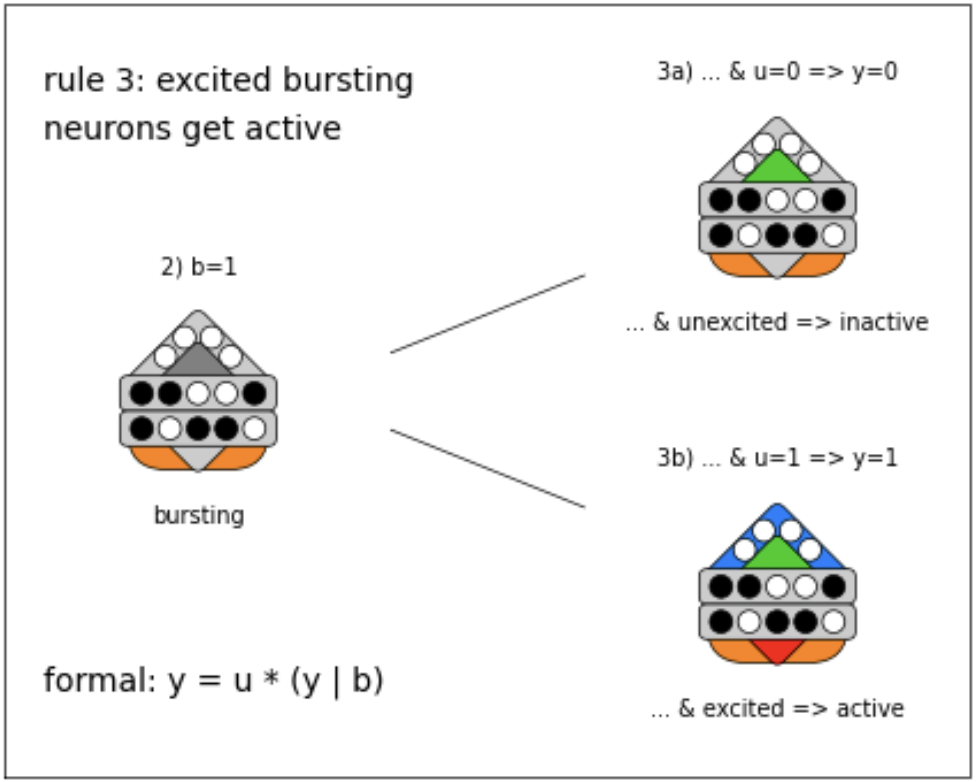 rule 3: excited bursting
neurons get active
3a) ... & u=0 => y=0
2) b=1
... & unexcited => inactive
3b) ... & u=1 => y=1
bursting
formal: y = u * (y | b)
... & excited => active